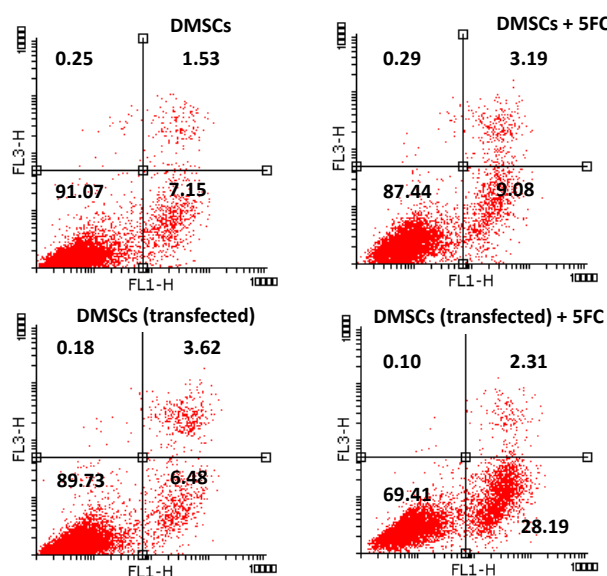 DMSCs
0.25 1.53
91.07 7.15
FL3-H
FL1-H
DMSCs + 5FC
0.29 3.19
87.44 9.08
FL3-H
FL1-H
DMSCs (transfected)
0.18 3.62
89.73 6.48
FL3-H
FL1-H
DMSCs (transfected) + 5FC
0.10 2.31
69.41
28.19
FL3-H
FL1-H